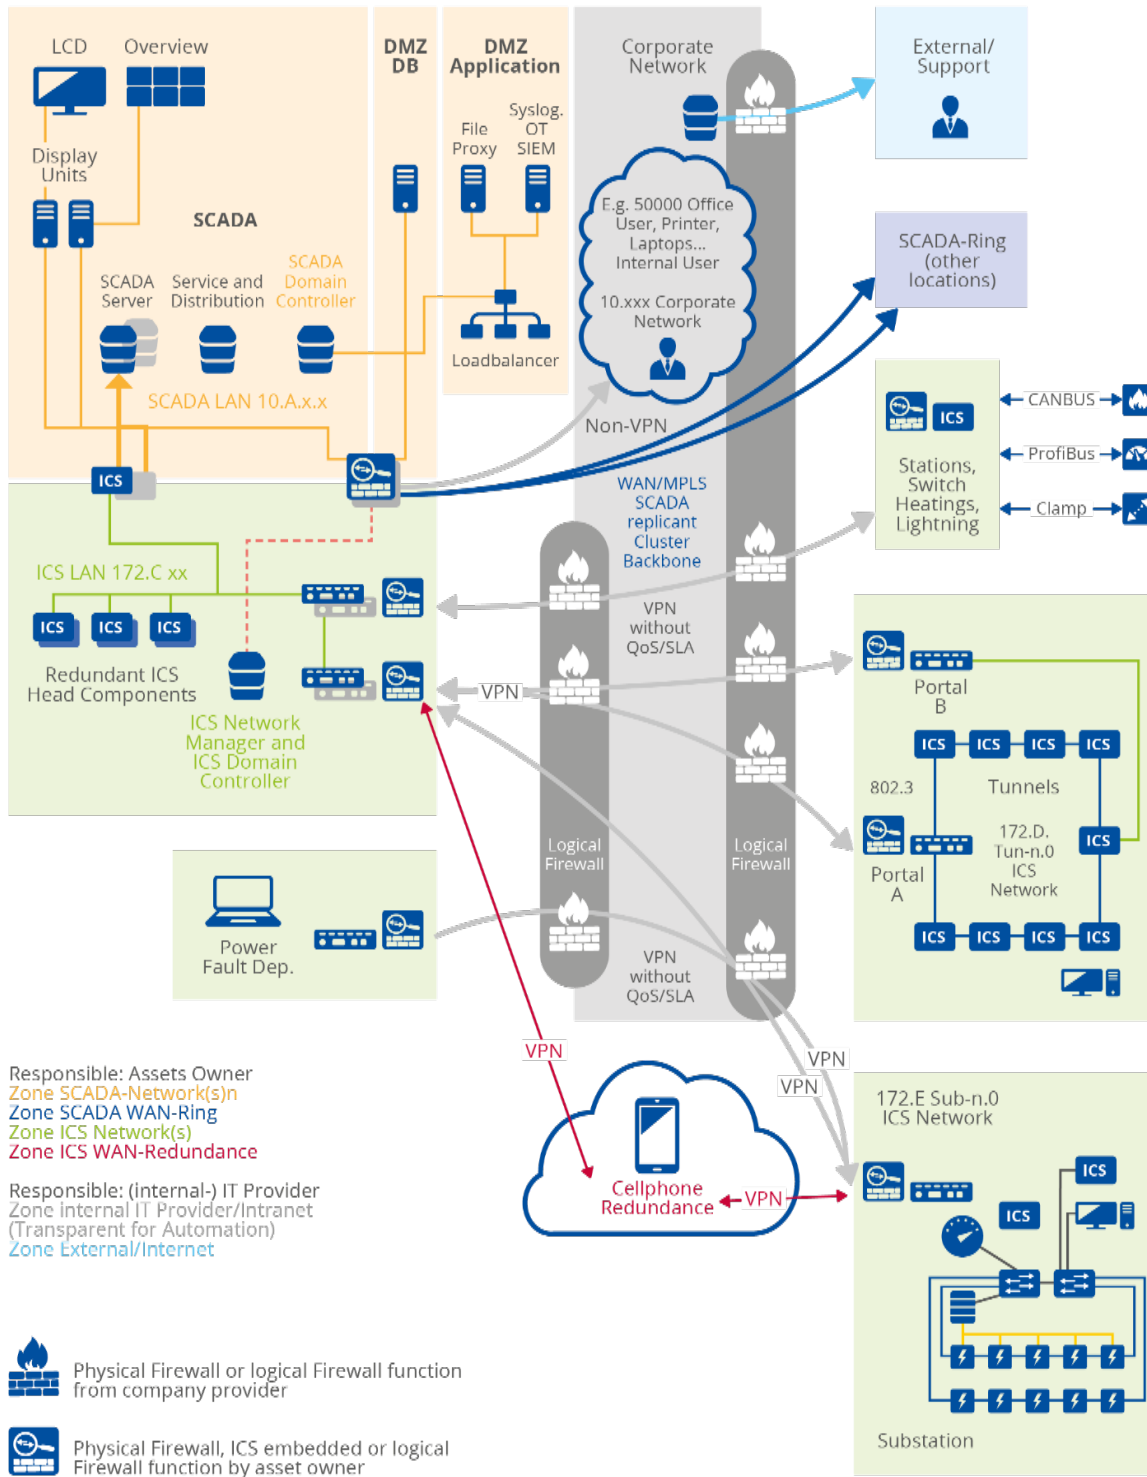 LCD
Overview
Display
Units
SCADA
SCADA
Server
Service and
Distribution
SCADA
Domain
Controller
SCADA LAN 10.A.x.x
DMZ
DB
DMZ
Application
File
Proxy
Syslog.
OT
SIEM
Loadbalancer
Corporate
Network
E.g. 50000 Office
User, Printer,
Laptops...
Internal User
10.xxx Corporate
Network
Non-VPN
WAN/MPLS
SCADA
replicant
Cluster
Backbone
External/
Support
SCADA-Ring
(other
locations)
ICS
Stations,
Switch
Heatings,
Lightning
CANBUS
ProfiBus
Clamp
ICS
ICS LAN 172.C xx
ICS
ICS
ICS
Redundant ICS
Head Components
ICS Network
Manager and
ICS Domain
Controller
VPN
without
QoS/SLA
VPN
Portal
B
ICS
ICS
ICS
ICS
802.3
Tunnels
172.D.
Tun-n.0
ICS
Network
ICS
Portal
A
ICS
ICS
ICS
ICS
Logical
Firewall
Logical
Firewall
Power
Fault Dep.
VPN
without
QoS/SLA
VPN
VPN
VPN
Cellphone
Redundance
VPN
172.E Sub-n.0
ICS Network
ICS
ICS
Substation
Responsible: Assets Owner
Zone SCADA-Network(s)n
Zone SCADA WAN-Ring
Zone ICS Network(s)
Zone ICS WAN-Redundance
Responsible: (internal-) IT Provider
Zone internal IT Provider/Intranet
(Transparent for Automation)
Zone External/Internet
Physical Firewall or logical Firewall function
from company provider
Physical Firewall, ICS embedded or logical
Firewall function by asset owner